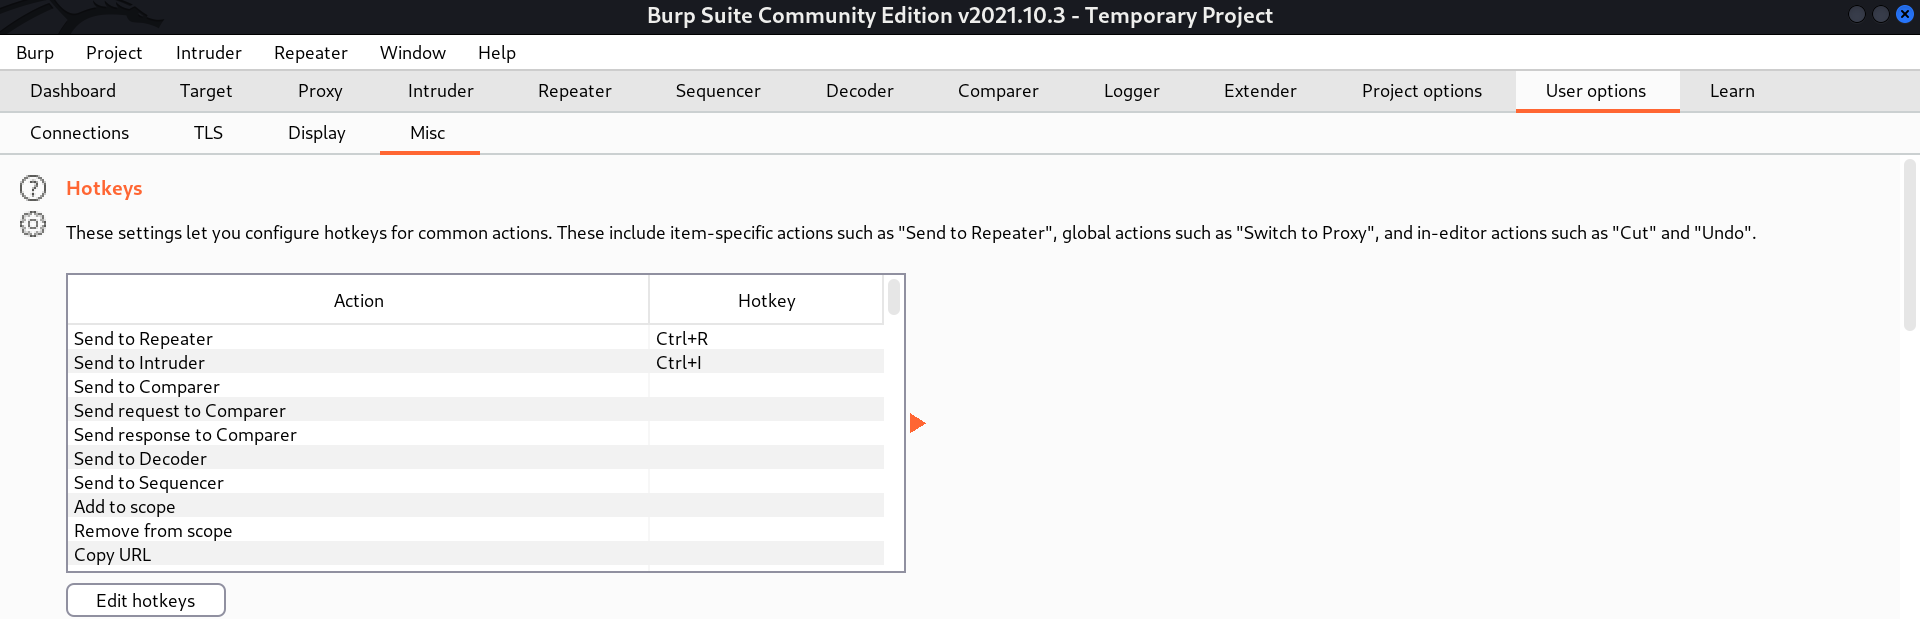 Burp Suite Community Edition v2021.10.3 - Temporary Project
Burp Project Intruder Repeater Window Help
Dashboard Target Proxy Intruder Repeater Sequencer Decoder Comparer Logger Extender Project options User options Learn
Connections TLS Display Misc
Hotkeys
These settings let you configure hotkeys for common actions. These include item-specific actions such as "Send to Repeater", global actions such as "Switch to Proxy", and in-editor actions such as "Cut" and "Undo".
Action Hotkey
Send to Repeater Ctrl+R
Send to Intruder Ctrl+I
Send to Comparer
Send request to Comparer
Send response to Comparer
Send to Decoder
Send to Sequencer
Add to scope
Remove from scope
Copy URL
Edit hotkeys